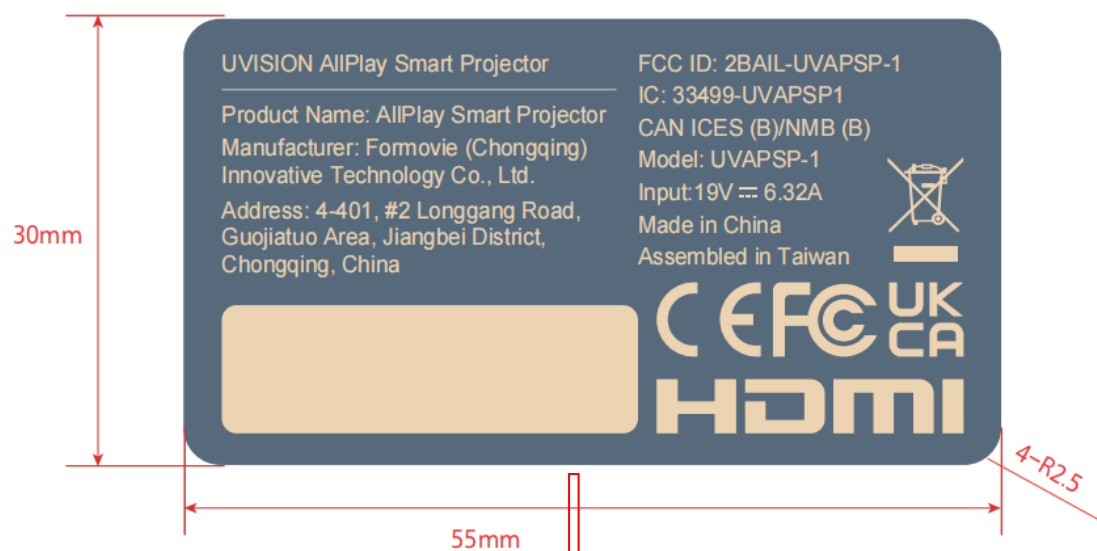 UVISION AllPlay Smart Projector
Product Name: AllPlay Smart Projector
Manufacturer: Formovie (Chongqing)
Innovative Technology Co., Ltd.
Address: 4-401, #2 Longgang Road,
Guojiatuo Area, Jiangbei District,
Chongqing, China
FCC ID: 2BAIL-UVAPSP-1
IC: 33499-UVAPSP1
CAN ICES (B)/NMB (B)
Model: UVAPSP-1
Input:19V ⎓ 6.32A
Made in China
Assembled in Taiwan
CE FC UK
CA
HDMI
30mm
55mm
4-R2.5